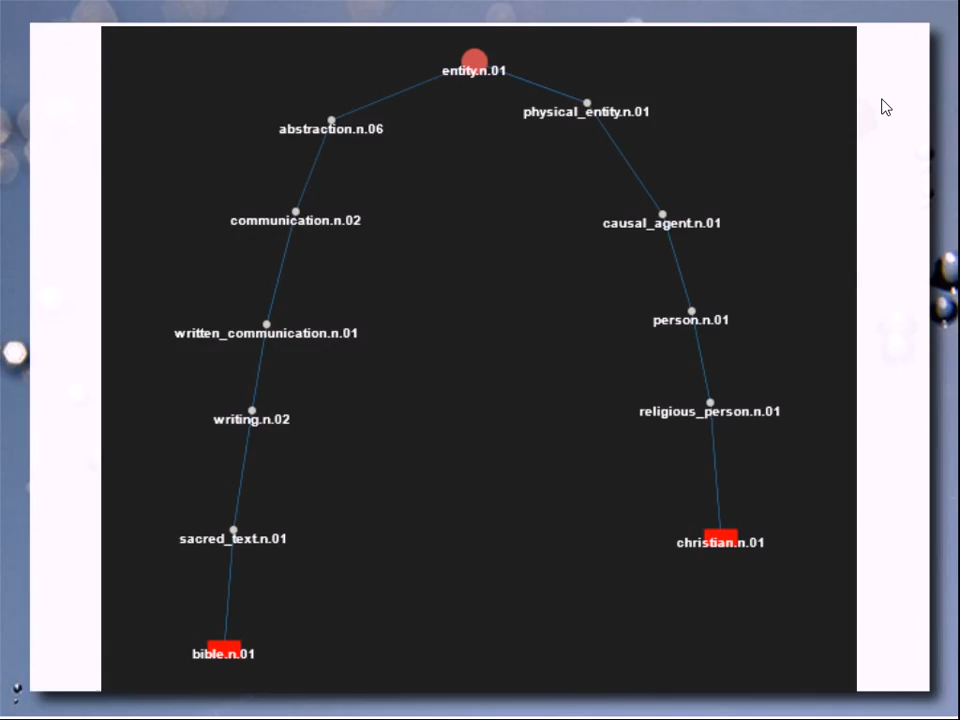 entity.n.01
physical_entity.n.01
abstraction.n.06
communication.n.02
causal_agent.n.01
person.n.01
written_communication.n.01
religious_person.n.01
writing.n.02
sacred_text.n.01
christian.n.01
bible.n.01